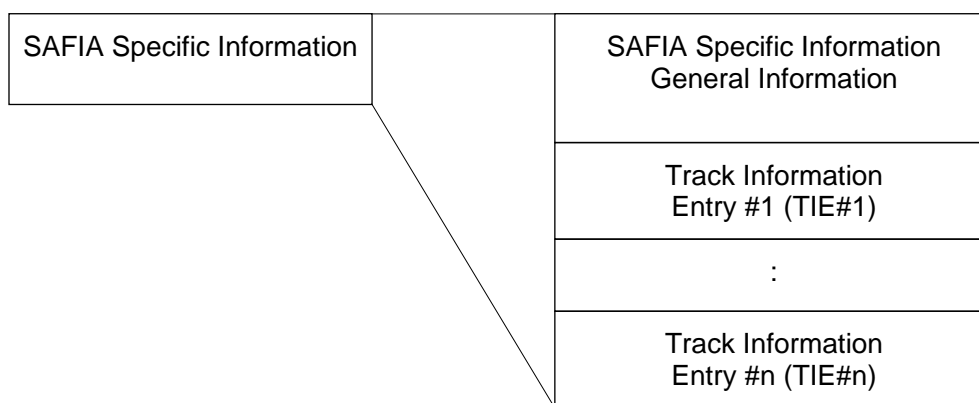 SAFIA Specific Information
SAFIA Specific Information
General Information
Track Information
Entry #1 (TIE#1)
:
Track Information
Entry #n (TIE#n)